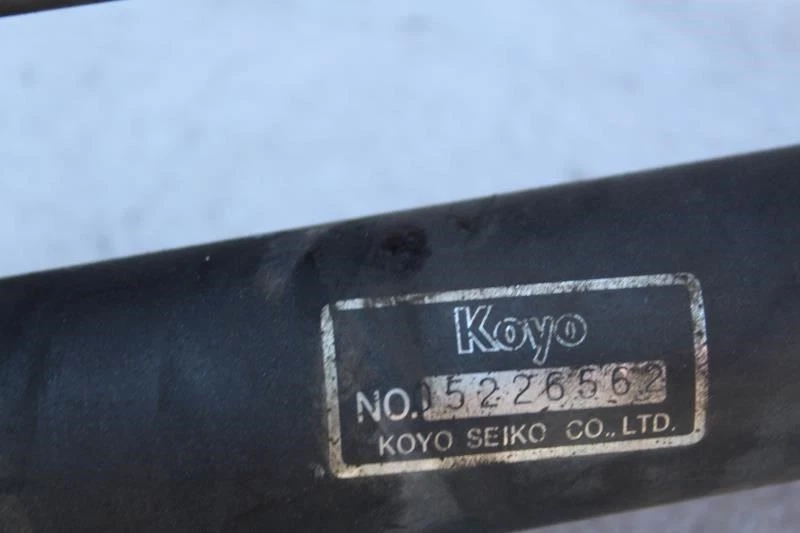 Koyo
NO.05226562
KOYO SEIKO CO., LTD.